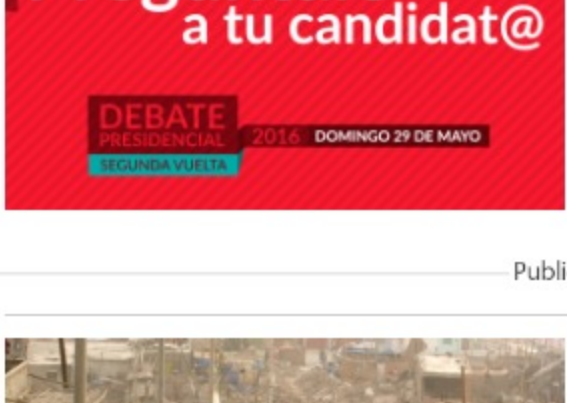 a tu candidat@
DEBATE
PRESIDENCIAL
2016 DOMINGO 29 DE MAYO
SEGUNDA VUELTA
Publi